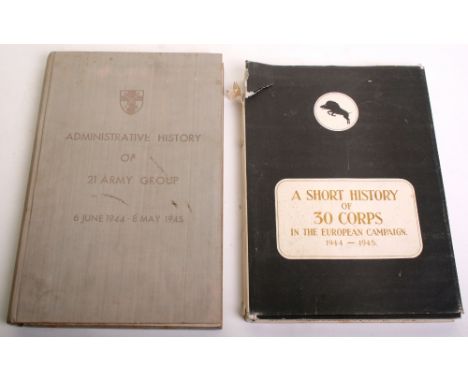 ADMINISTRATIVE HISTORY
OF
21 ARMY GROUP
6 JUNE 1944 - 8 MAY 1945
A SHORT HISTORY
OF
30 CORPS
IN THE EUROPEAN CAMPAIGN.
1944 — 1945.